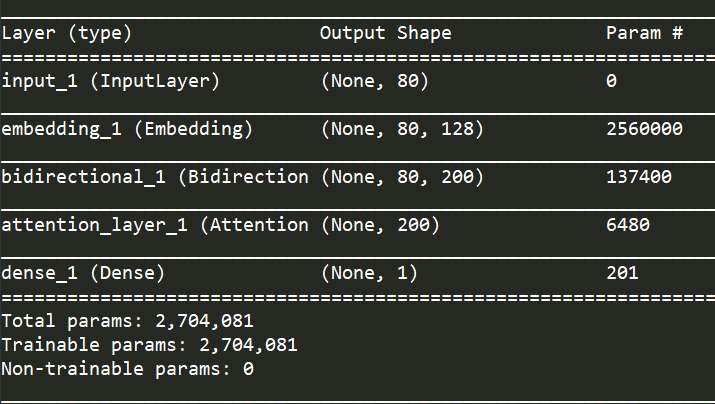 Layer (type) Output Shape Param #
input_1 (InputLayer) (None, 80) 0
embedding_1 (Embedding) (None, 80, 128) 2560000
bidirectional_1 (Bidirection (None, 80, 200) 137400
attention_layer_1 (Attention (None, 200) 6480
dense_1 (Dense) (None, 1) 201
Total params: 2,704,081
Trainable params: 2,704,081
Non-trainable params: 0